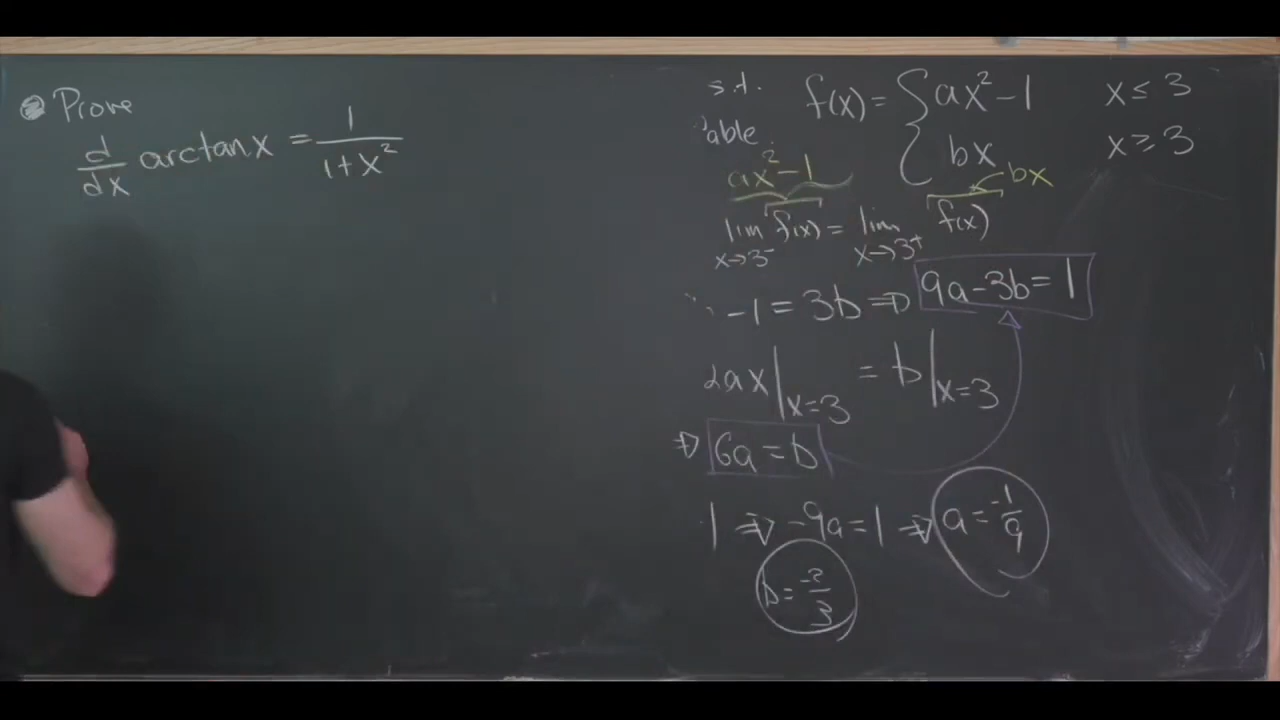 Prove
d/dx arctan x = 1/(1+x²)
s.t. f(x) = { ax²-1 x ≤ 3
able. bx x ≥ 3
ax²-1 bx
lim x→3⁻ f(x) = lim x→3⁺ f(x)
-1 = 3b ⇒ 9a-3b=1
2ax|x=3 = b|x=3
⇒ 6a = b
1 ⇒ -9a=1 ⇒ a = -1/9
b = -2/3